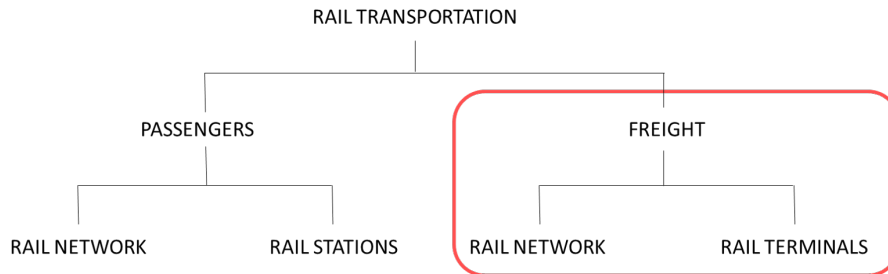 RAIL TRANSPORTATION
PASSENGERS
FREIGHT
RAIL NETWORK
RAIL STATIONS
RAIL NETWORK
RAIL TERMINALS